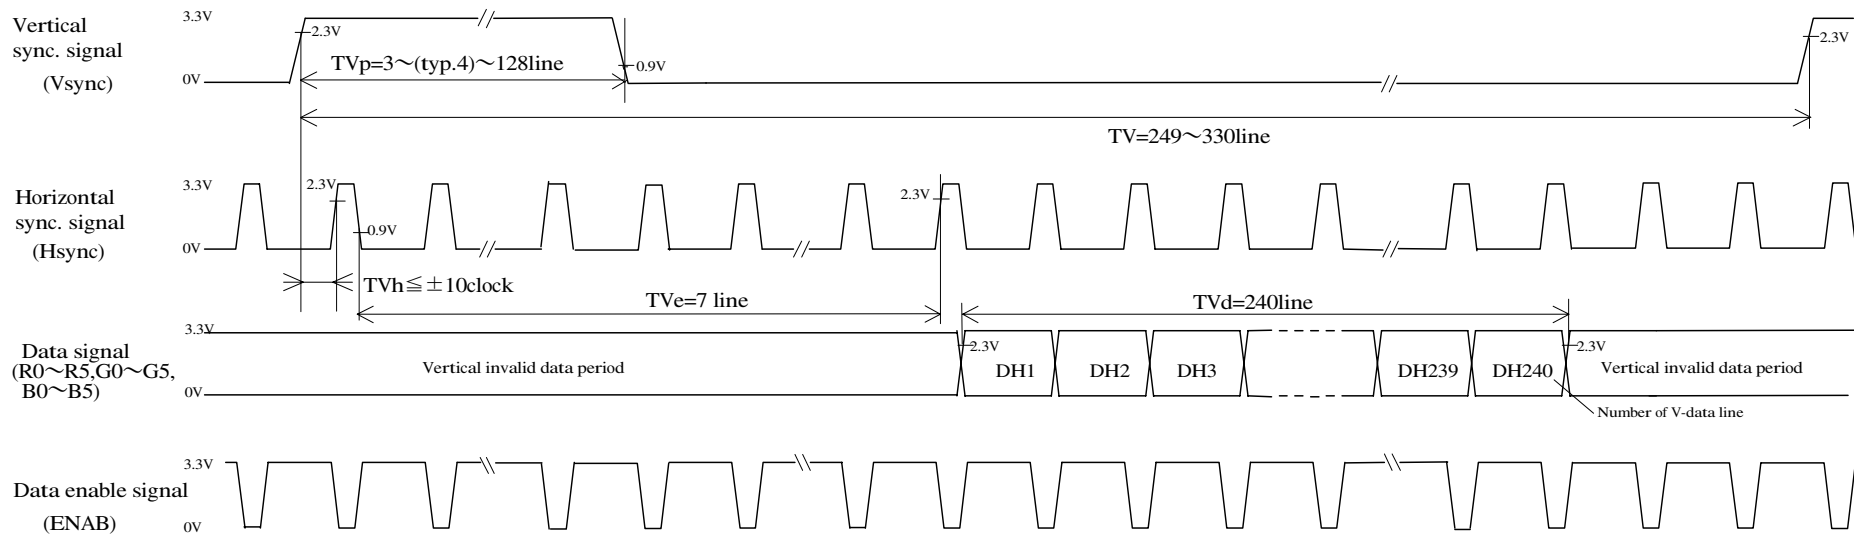 Vertical
sync. signal
(Vsync)
3.3V
0V
2.3V
TVp=3～(typ.4)～128line
0.9V
2.3V
TV=249～330line
Horizontal
sync. signal
(Hsync)
3.3V
0V
2.3V
0.9V
2.3V
TVh≦±10clock
TVe=7 line
TVd=240line
Data signal
(R0～R5,G0～G5,
B0～B5)
3.3V
0V
Vertical invalid data period
2.3V
DH1
DH2
DH3
DH239
DH240
2.3V
Vertical invalid data period
Number of V-data line
Data enable signal
(ENAB)
3.3V
0V